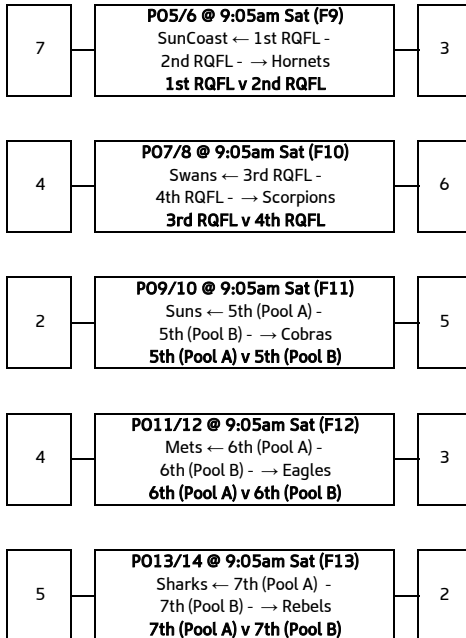 PO5/6 @ 9:05am Sat (F9)
7
SunCoast ← 1st RQFL -
2nd RQFL - → Hornets
3
1st RQFL v 2nd RQFL
PO7/8 @ 9:05am Sat (F10)
4
Swans ← 3rd RQFL -
4th RQFL - → Scorpions
6
3rd RQFL v 4th RQFL
PO9/10 @ 9:05am Sat (F11)
2
Suns ← 5th (Pool A) -
5th (Pool B) - → Cobras
5
5th (Pool A) v 5th (Pool B)
PO11/12 @ 9:05am Sat (F12)
4
Mets ← 6th (Pool A) -
6th (Pool B) - → Eagles
3
6th (Pool A) v 6th (Pool B)
PO13/14 @ 9:05am Sat (F13)
5
Sharks ← 7th (Pool A) -
7th (Pool B) - → Rebels
2
7th (Pool A) v 7th (Pool B)